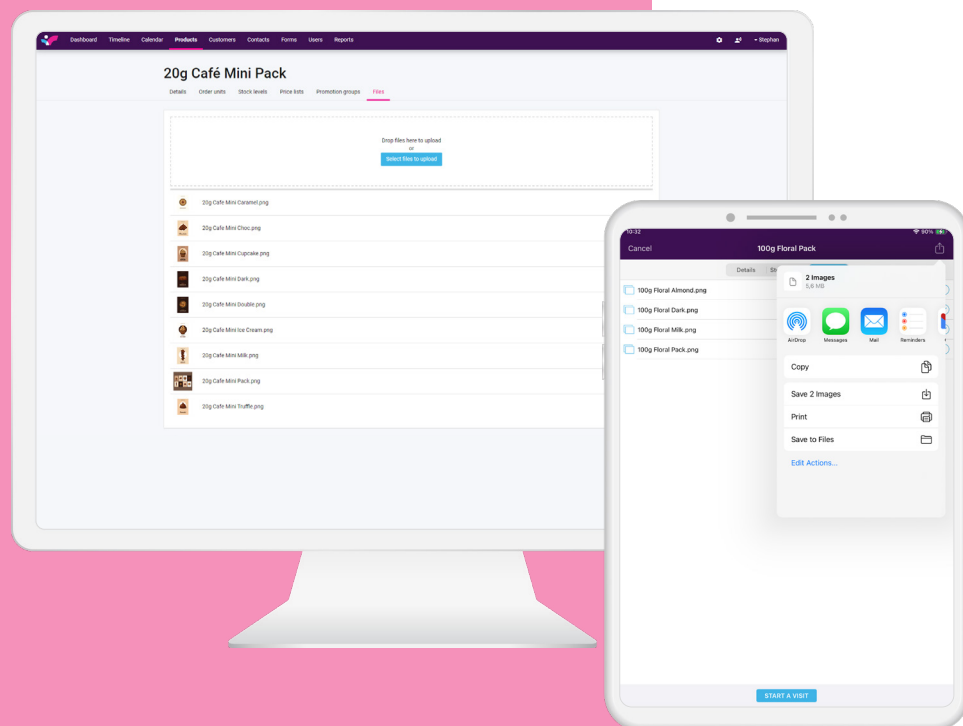 Dashboard Timeline Calendar Products Customers Contacts Forms Users Reports Stephan
20g Café Mini Pack
Details Order units Stock levels Price lists Promotion groups Files
Drop files here to upload
or
Select files to upload
20g Cafe Mini Caramel.png
20g Cafe Mini Choc.png
20g Cafe Mini Cupcake.png
20g Cafe Mini Dark.png
20g Cafe Mini Double.png
20g Cafe Mini Ice Cream.png
20g Cafe Mini Milk.png
20g Cafe Mini Pack.png
20g Cafe Mini Truffle.png
10:32 90%
Cancel 100g Floral Pack
Details
100g Floral Almond.png
100g Floral Dark.png
100g Floral Milk.png
100g Floral Pack.png
2 Images
5,6 MB
AirDrop Messages Mail Reminders
Copy
Save 2 Images
Print
Save to Files
Edit Actions...
START A VISIT